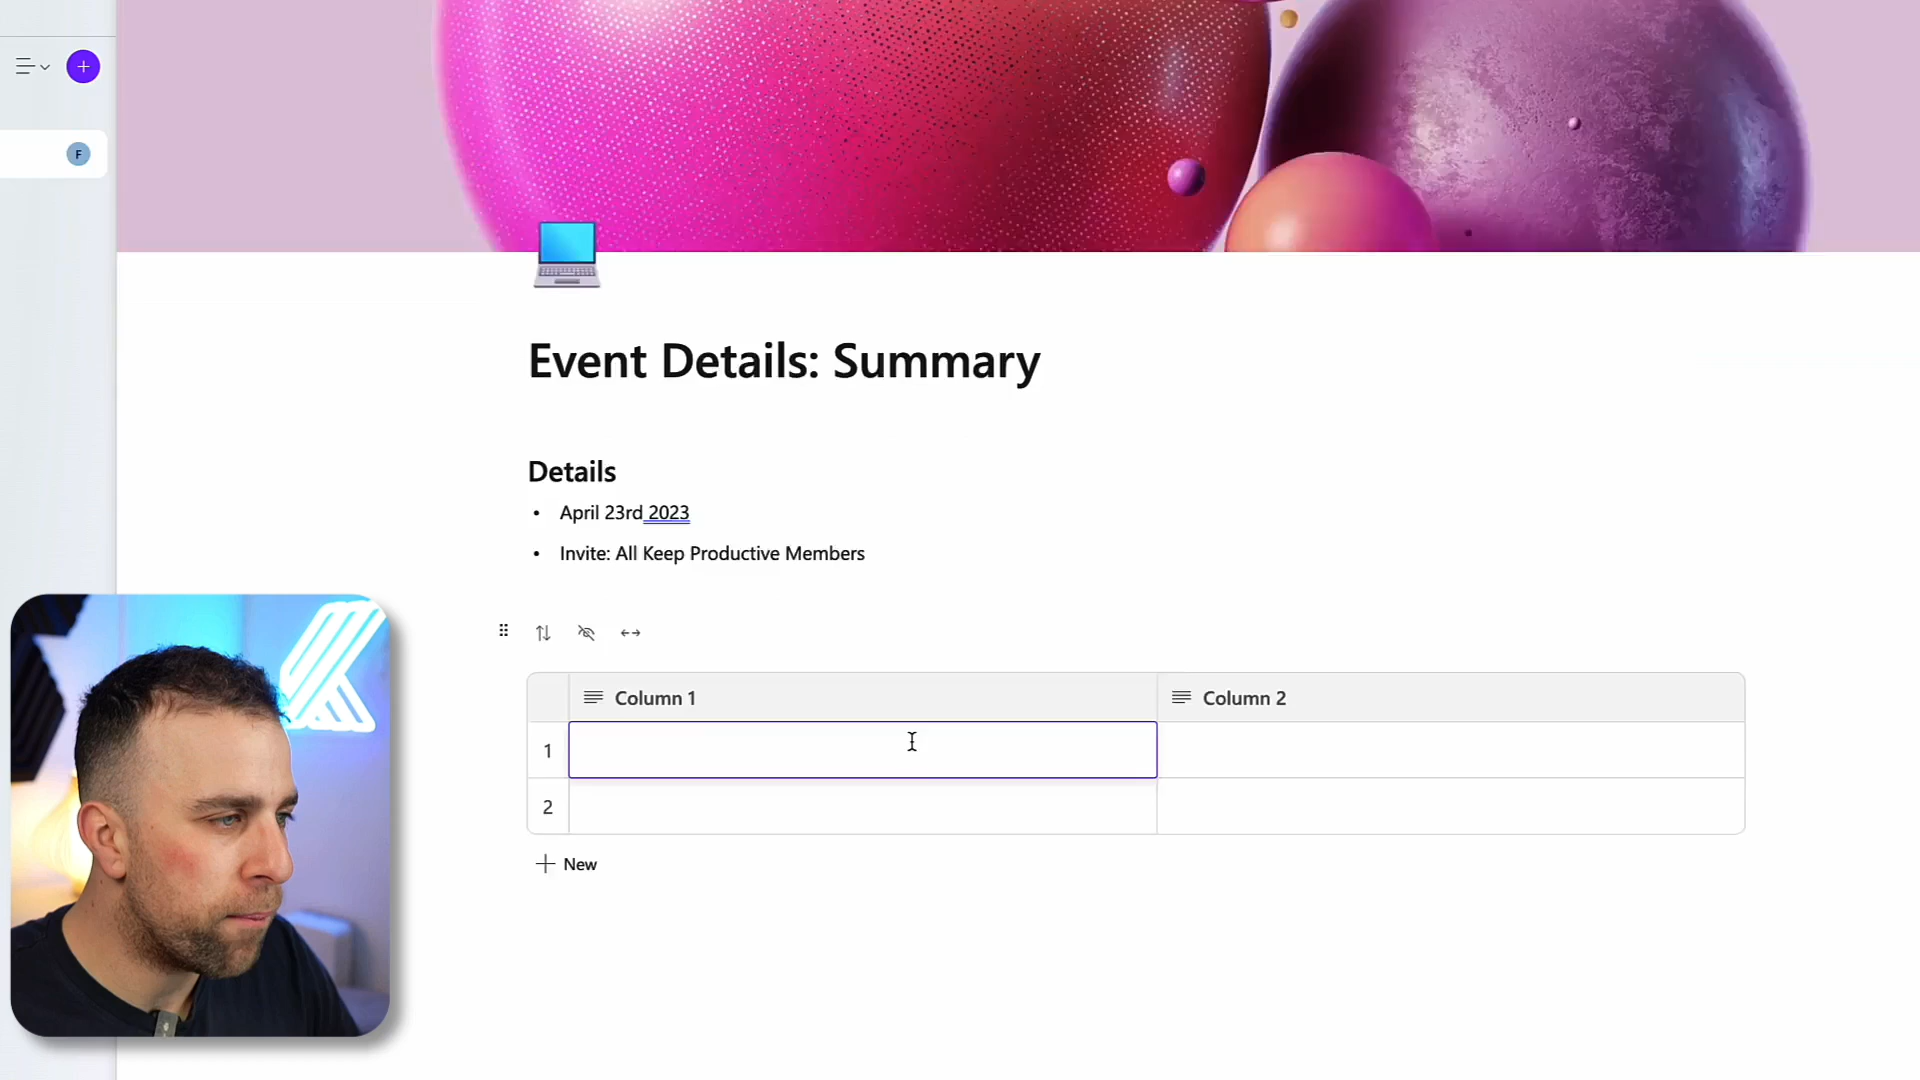 F
Event Details: Summary
Details
• April 23rd 2023
• Invite: All Keep Productive Members
Column 1
Column 2
1
2
New